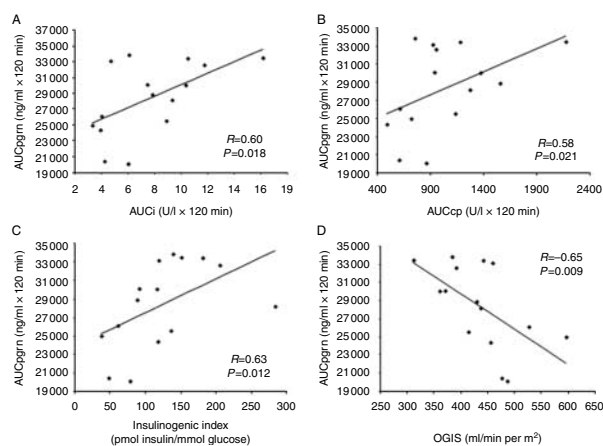 A
AUCpgrn (ng/ml × 120 min)
37000
35000
33000
31000
29000
27000
25000
23000
21000
19000
R=0.60
P=0.018
2 4 6 8 10 12 14 16 19
AUCi (U/l × 120 min)
B
AUCpgrn (ng/ml × 120 min)
37000
35000
33000
31000
29000
27000
25000
23000
21000
19000
R=0.58
P=0.021
400 900 1400 1900 2400
AUCcp (U/l × 120 min)
C
AUCpgrn (ng/ml × 120 min)
35000
33000
31000
29000
27000
25000
23000
21000
19000
R=0.63
P=0.012
0 50 100 150 200 250 300
Insulinogenic index
(pmol insulin/mmol glucose)
D
AUCpgrn (ng/ml × 120 min)
35000
33000
31000
29000
27000
25000
23000
21000
19000
R=−0.65
P=0.009
250 300 350 400 450 500 550 600 650
OGIS (ml/min per m²)